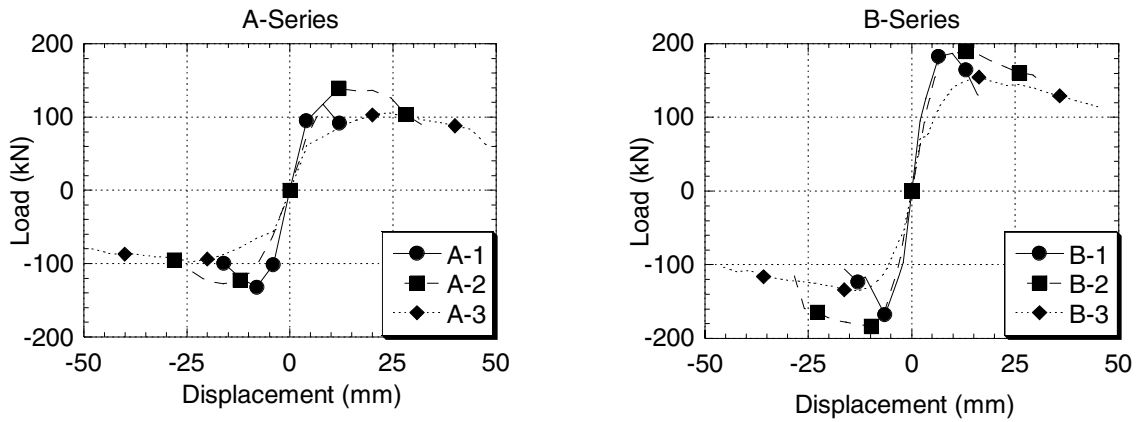 A-Series
200
100
0
-100
-200
Load (kN)
-50
-25
0
25
50
Displacement (mm)
A-1
A-2
A-3
B-Series
200
100
0
-100
-200
Load (kN)
-50
-25
0
25
50
Displacement (mm)
B-1
B-2
B-3